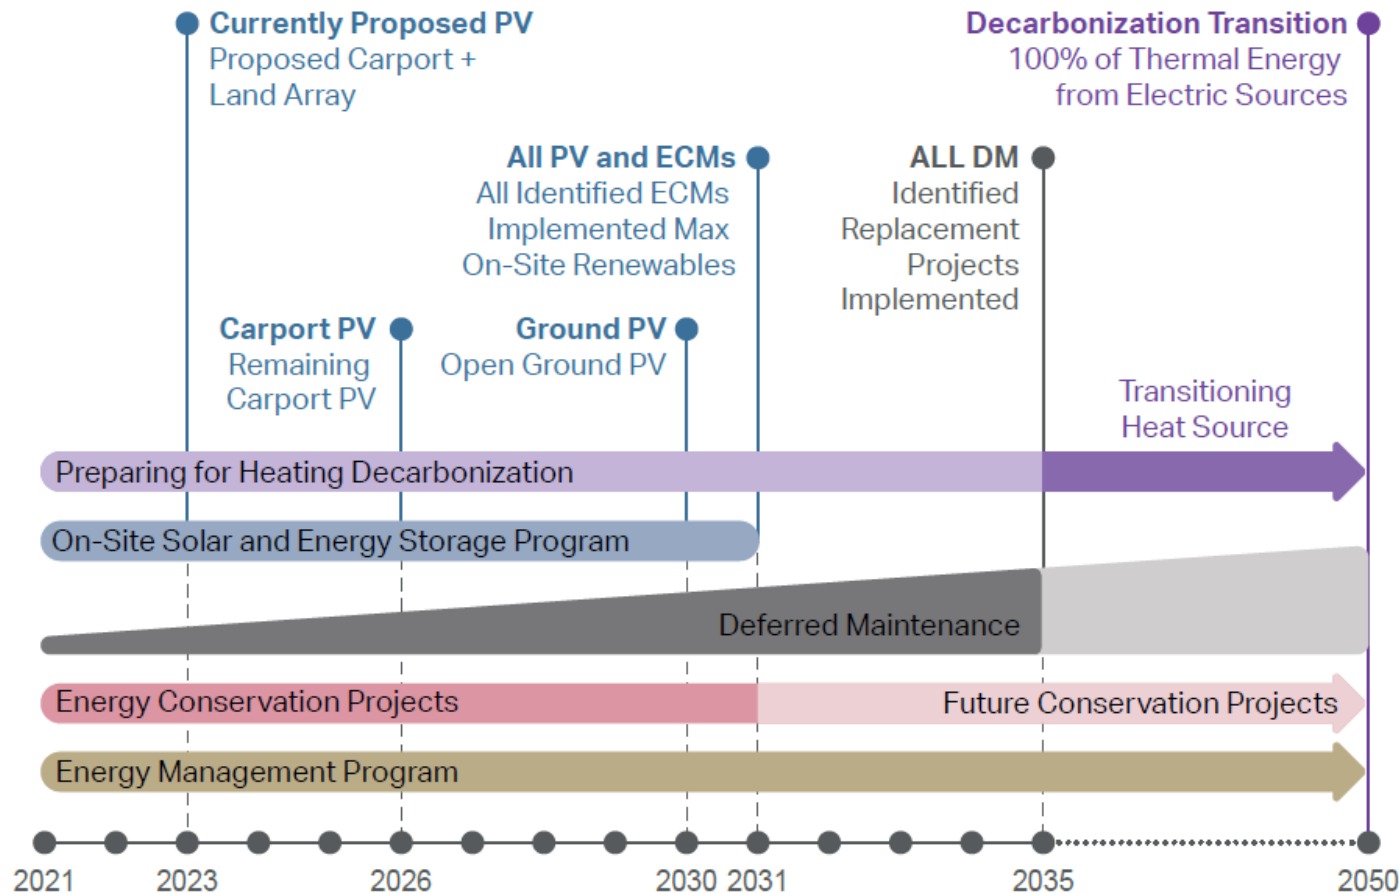 Currently Proposed PV
Proposed Carport +
Land Array
Decarbonization Transition
100% of Thermal Energy
from Electric Sources
All PV and ECMs
All Identified ECMs
Implemented Max
On-Site Renewables
ALL DM
Identified
Replacement
Projects
Implemented
Carport PV
Remaining
Carport PV
Ground PV
Open Ground PV
Transitioning
Heat Source
Preparing for Heating Decarbonization
On-Site Solar and Energy Storage Program
Deferred Maintenance
Energy Conservation Projects
Future Conservation Projects
Energy Management Program
2021 2023 2026 2030 2031 2035 2050